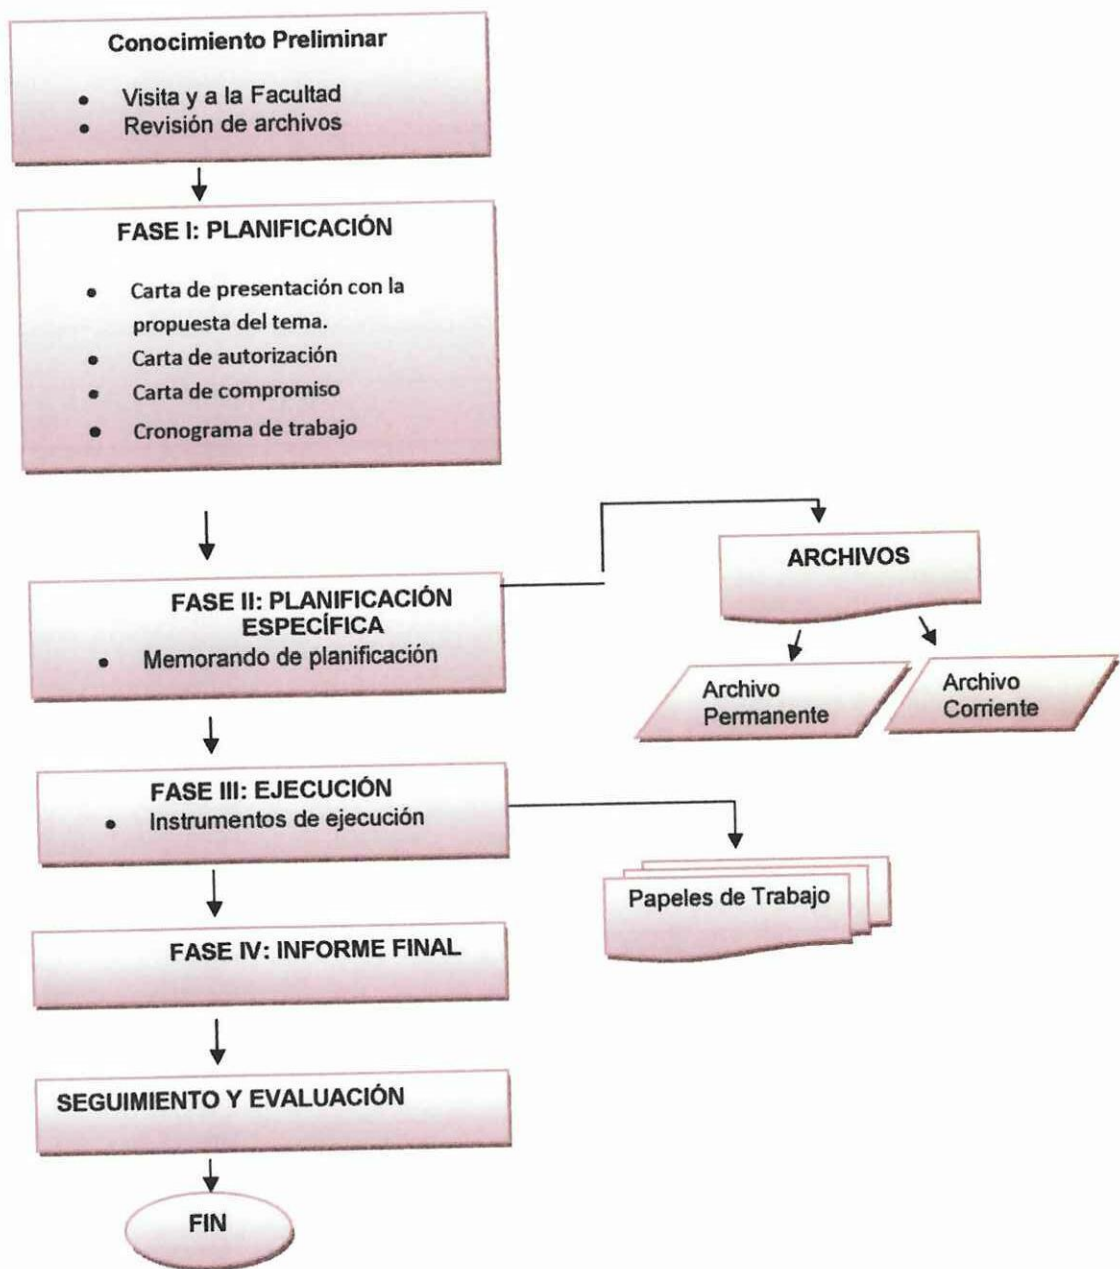 Conocimiento Preliminar
• Visita y a la Facultad
• Revisión de archivos
FASE I: PLANIFICACIÓN
• Carta de presentación con la
propuesta del tema.
• Carta de autorización
• Carta de compromiso
• Cronograma de trabajo
FASE II: PLANIFICACIÓN
ESPECÍFICA
• Memorando de planificación
ARCHIVOS
Archivo
Permanente
Archivo
Corriente
FASE III: EJECUCIÓN
• Instrumentos de ejecución
Papeles de Trabajo
FASE IV: INFORME FINAL
SEGUIMIENTO Y EVALUACIÓN
FIN